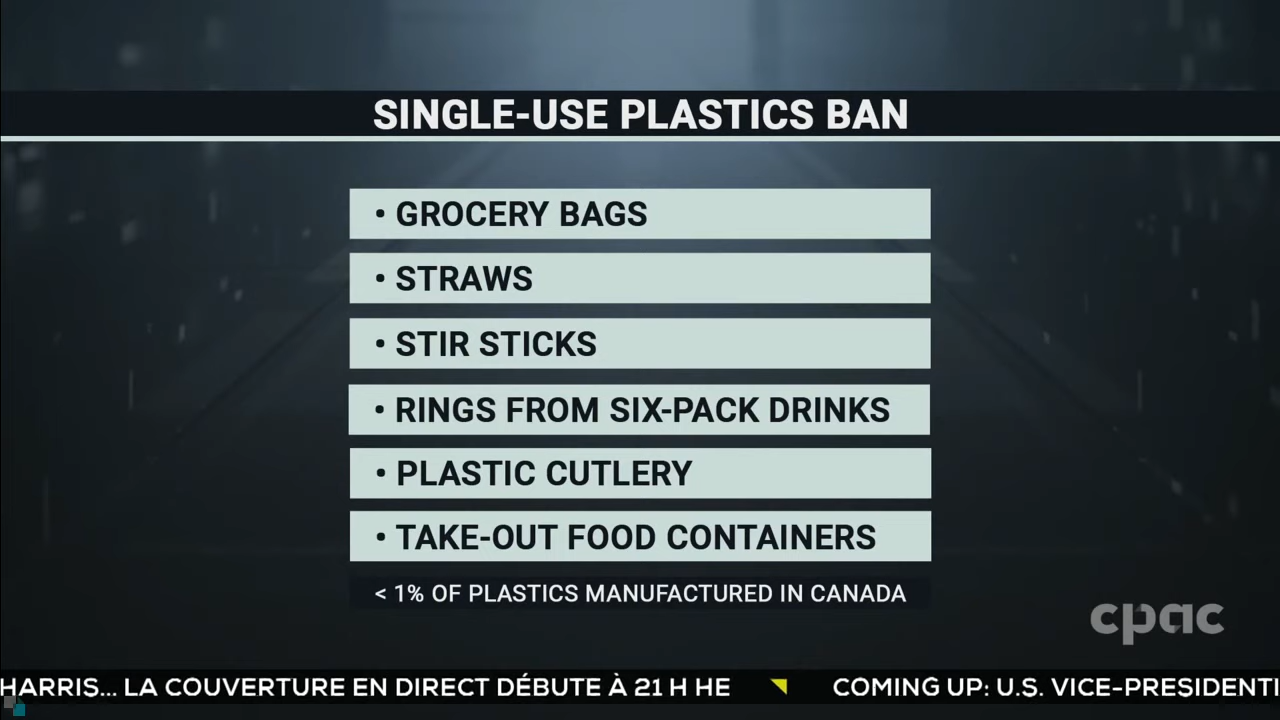 SINGLE-USE PLASTICS BAN
• GROCERY BAGS
• STRAWS
• STIR STICKS
• RINGS FROM SIX-PACK DRINKS
• PLASTIC CUTLERY
• TAKE-OUT FOOD CONTAINERS
< 1% OF PLASTICS MANUFACTURED IN CANADA
cpac
HARRIS... LA COUVERTURE EN DIRECT DÉBUTE À 21 H HE COMING UP: U.S. VICE-PRESIDENTI